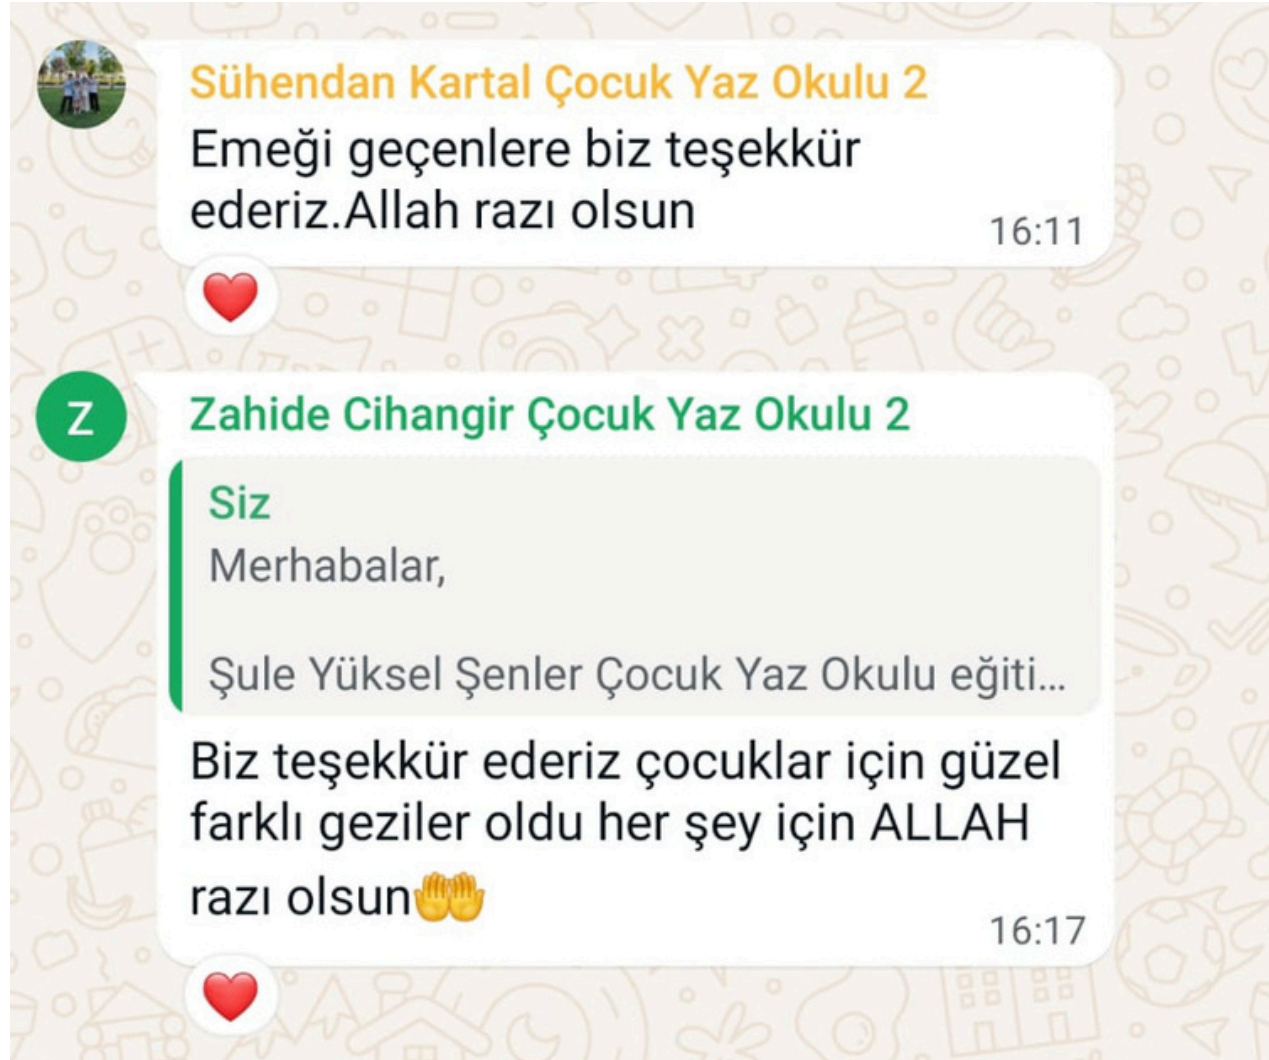 Sühendan Kartal Çocuk Yaz Okulu 2
Emeği geçenlere biz teşekkür
ederiz.Allah razı olsun
16:11
Z
Zahide Cihangir Çocuk Yaz Okulu 2
Siz
Merhabalar,
Şule Yüksel Şenler Çocuk Yaz Okulu eğiti...
Biz teşekkür ederiz çocuklar için güzel
farklı geziler oldu her şey için ALLAH
razı olsun🤲
16:17